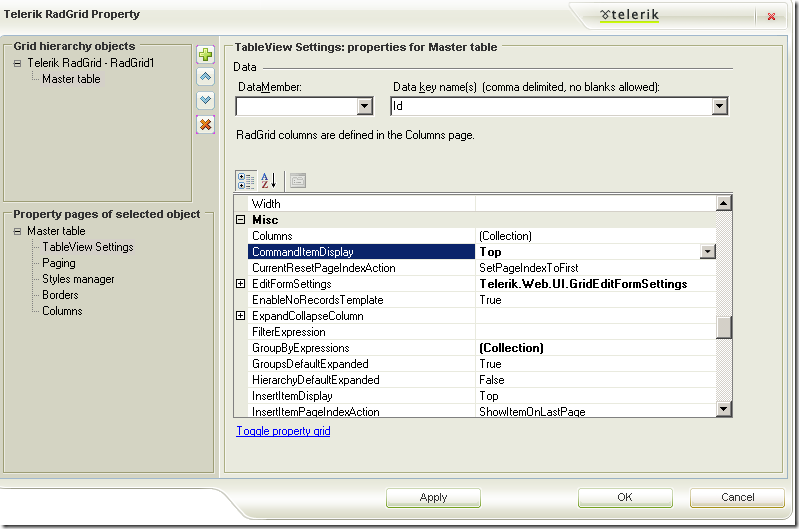 Telerik RadGrid Property
telerik
Grid hierarchy objects
Telerik RadGrid - RadGrid1
Master table
Property pages of selected object
Master table
TableView Settings
Paging
Styles manager
Borders
Columns
TableView Settings: properties for Master table
Data
DataMember:
Data key name(s) (comma delimited, no blanks allowed):
Id
RadGrid columns are defined in the Columns page.
Width
Misc
Columns (Collection)
CommandItemDisplay Top
CurrentResetPageIndexAction SetPageIndexToFirst
EditFormSettings Telerik.Web.UI.GridEditFormSettings
EnableNoRecordsTemplate True
ExpandCollapseColumn
FilterExpression
GroupByExpressions (Collection)
GroupsDefaultExpanded True
HierarchyDefaultExpanded False
InsertItemDisplay Top
InsertItemPageIndexAction ShowItemOnLastPage
Toggle property grid
Apply OK Cancel